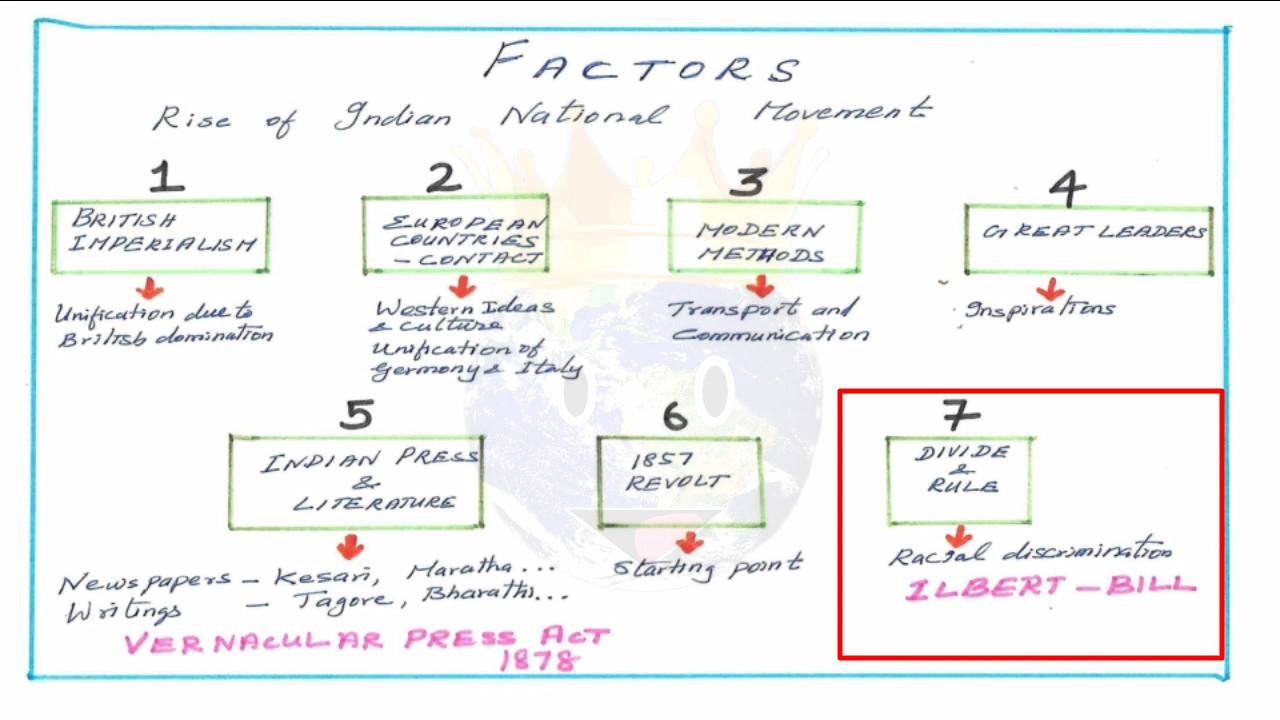 FACTORS
Rise of Indian National Movement
1
BRITISH
IMPERIALISM
Unification due to
British domination
2
EUROPEAN
COUNTRIES
- CONTACT
Western Ideas
& Culture
Unification of
Germony & Italy
3
MODERN
METHODS
Transport and
Communication
4
GREAT LEADERS
Inspirations
5
INDIAN PRESS
&
LITERATURE
Newspapers - Kesari, Maratha...
Writings - Tagore, Bharathi...
VERNACULAR PRESS ACT
1878
6
1857
REVOLT
Starting point
7
DIVIDE
&
RULE
Racial discrimination
ILBERT - BILL